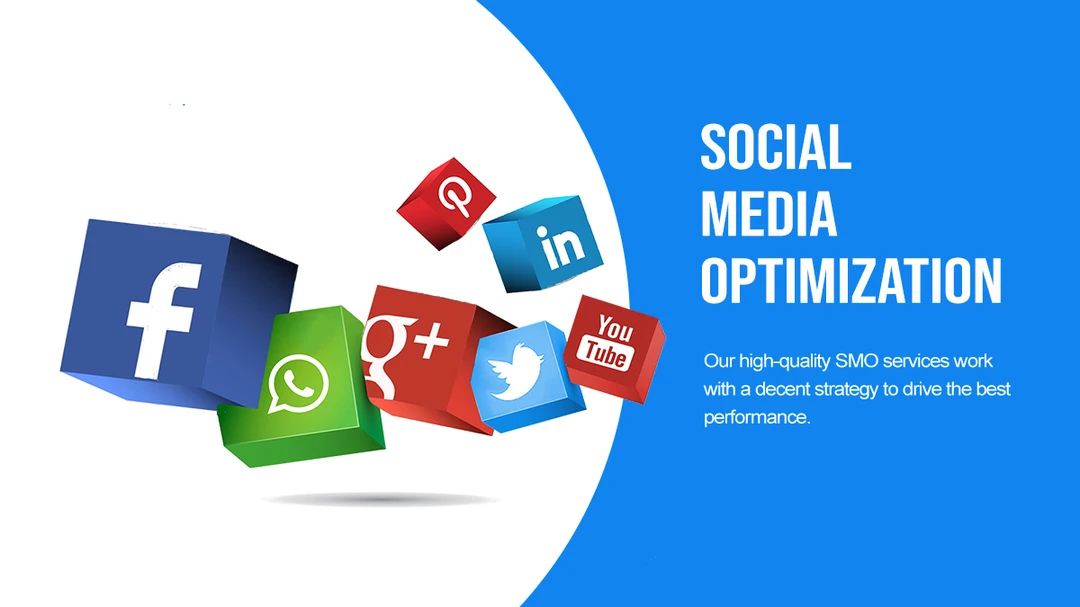 f
g+
in
You
Tube
SOCIAL
MEDIA
OPTIMIZATION
Our high-quality SMO services work
with a decent strategy to drive the best
performance.